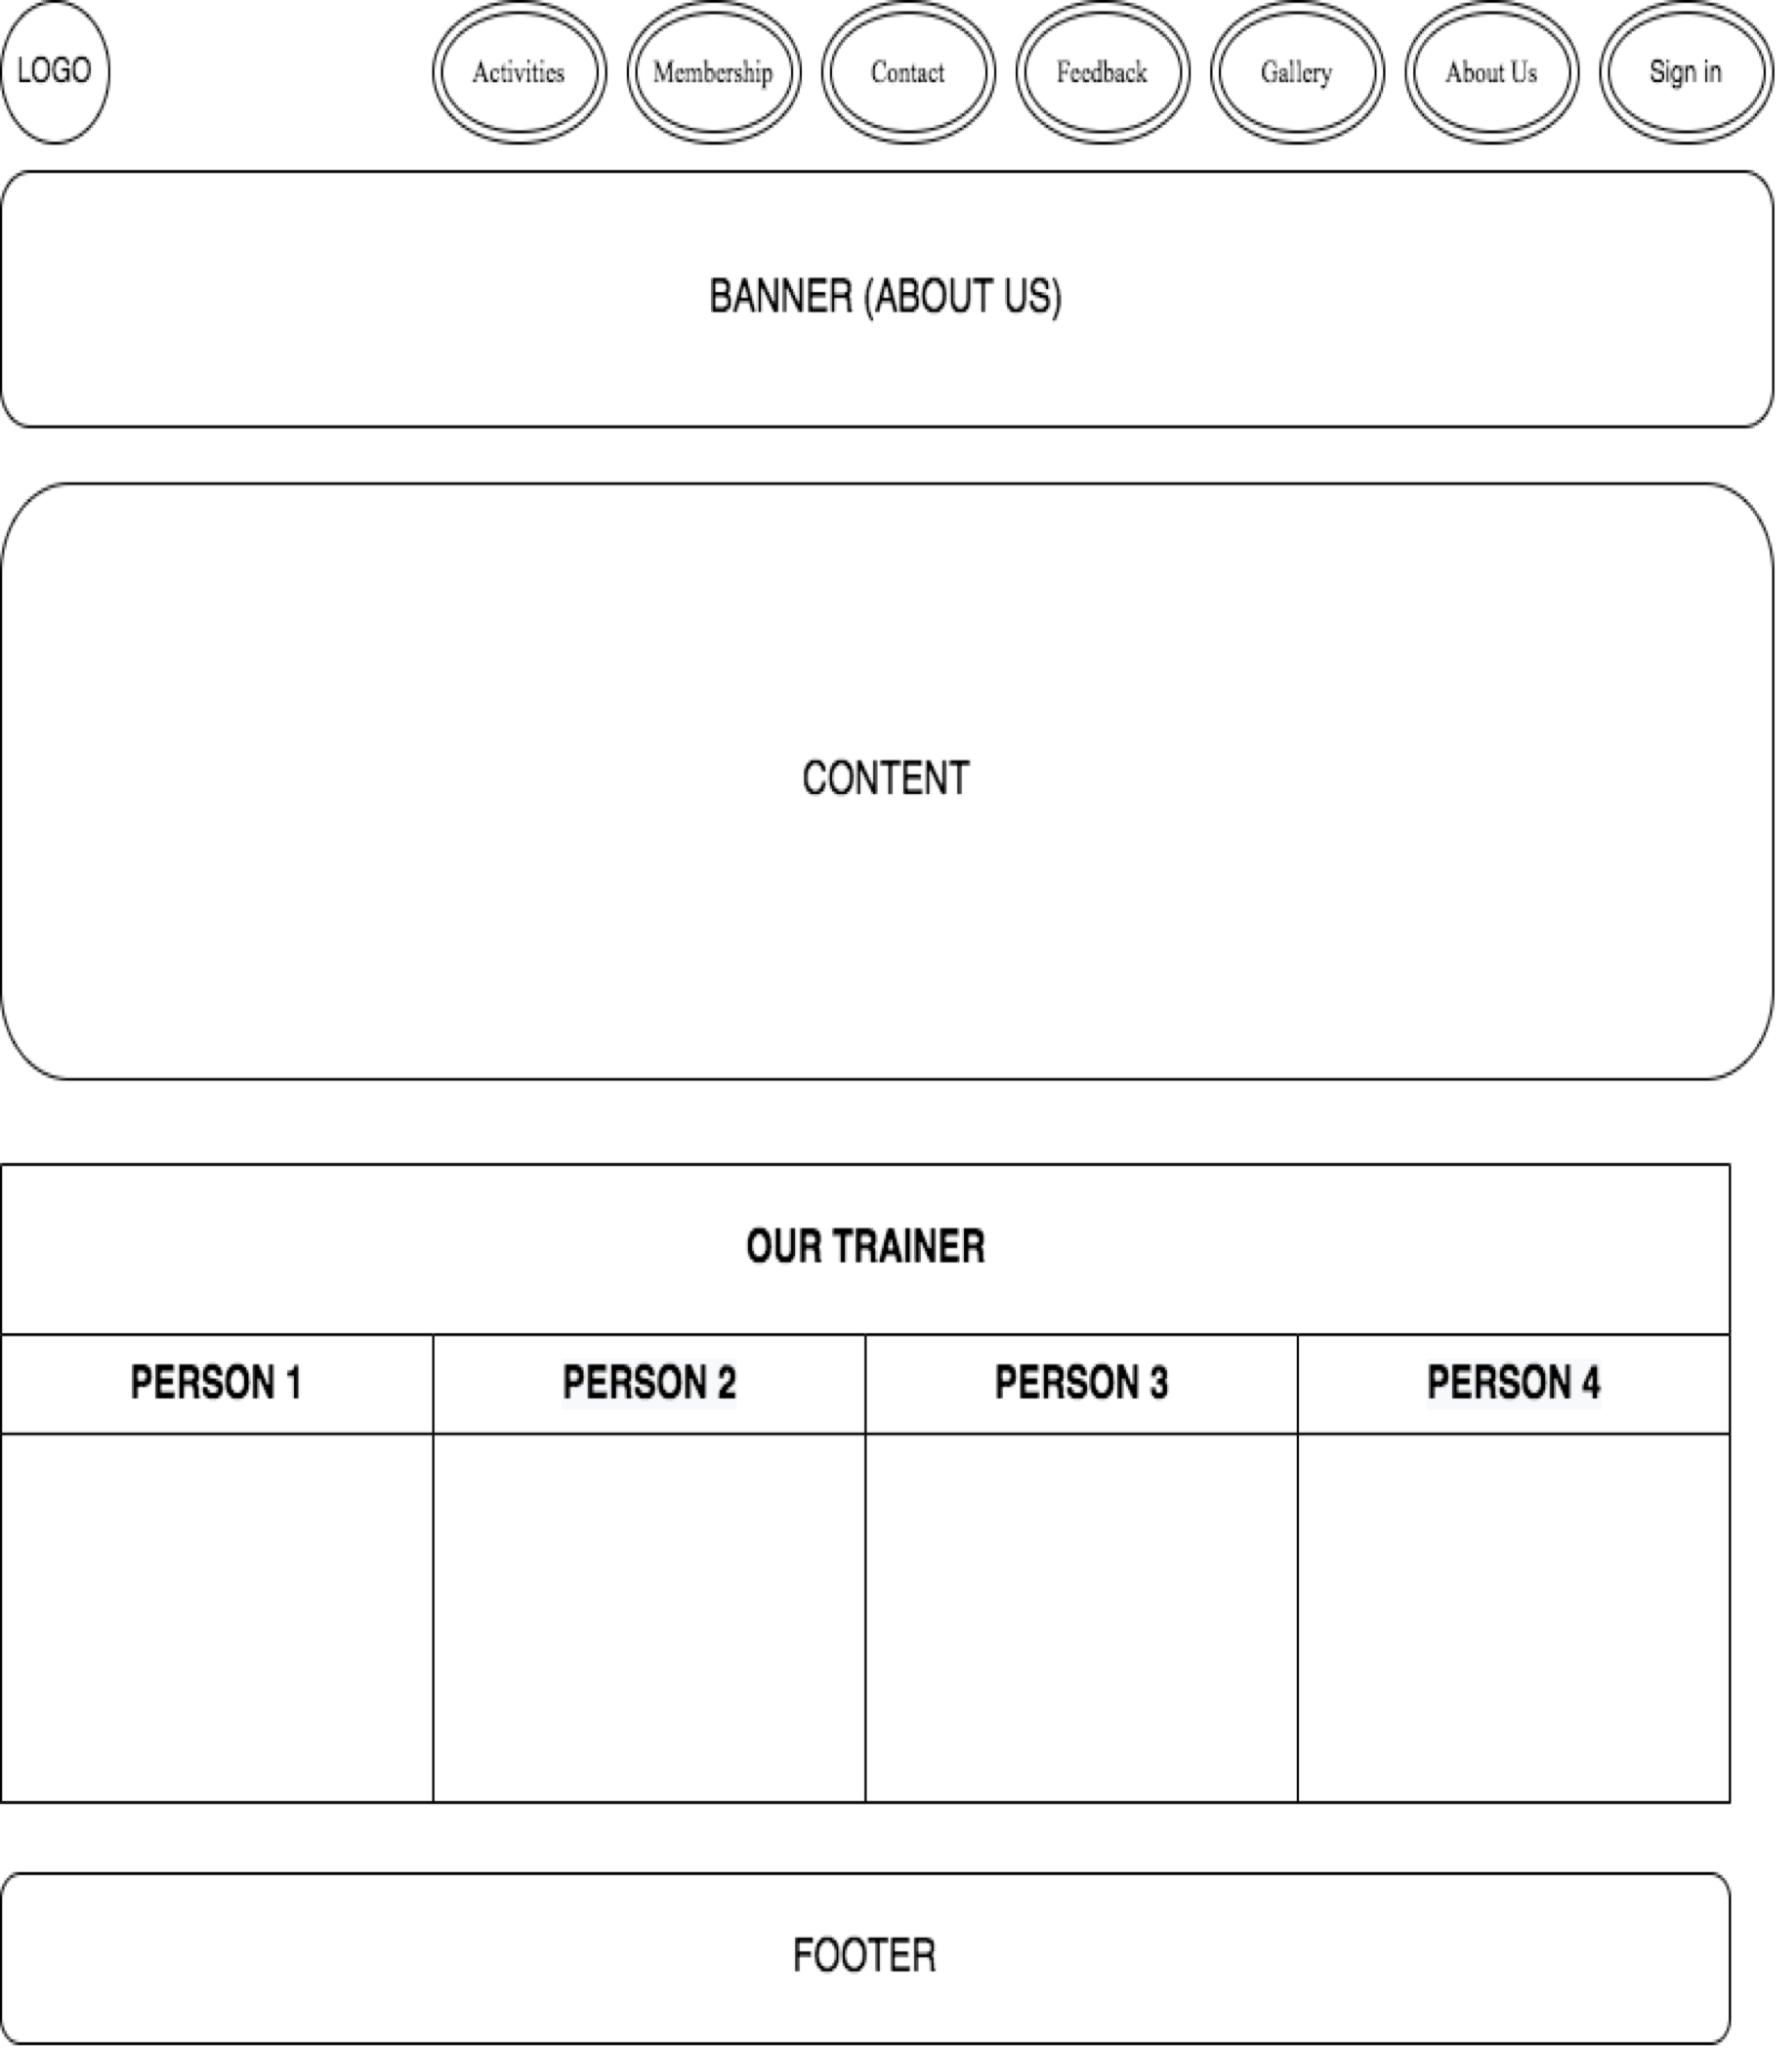 LOGO
Activities
Membership
Contact
Feedback
Gallery
About Us
Sign in
BANNER (ABOUT US)
CONTENT
OUR TRAINER
PERSON 1
PERSON 2
PERSON 3
PERSON 4
FOOTER